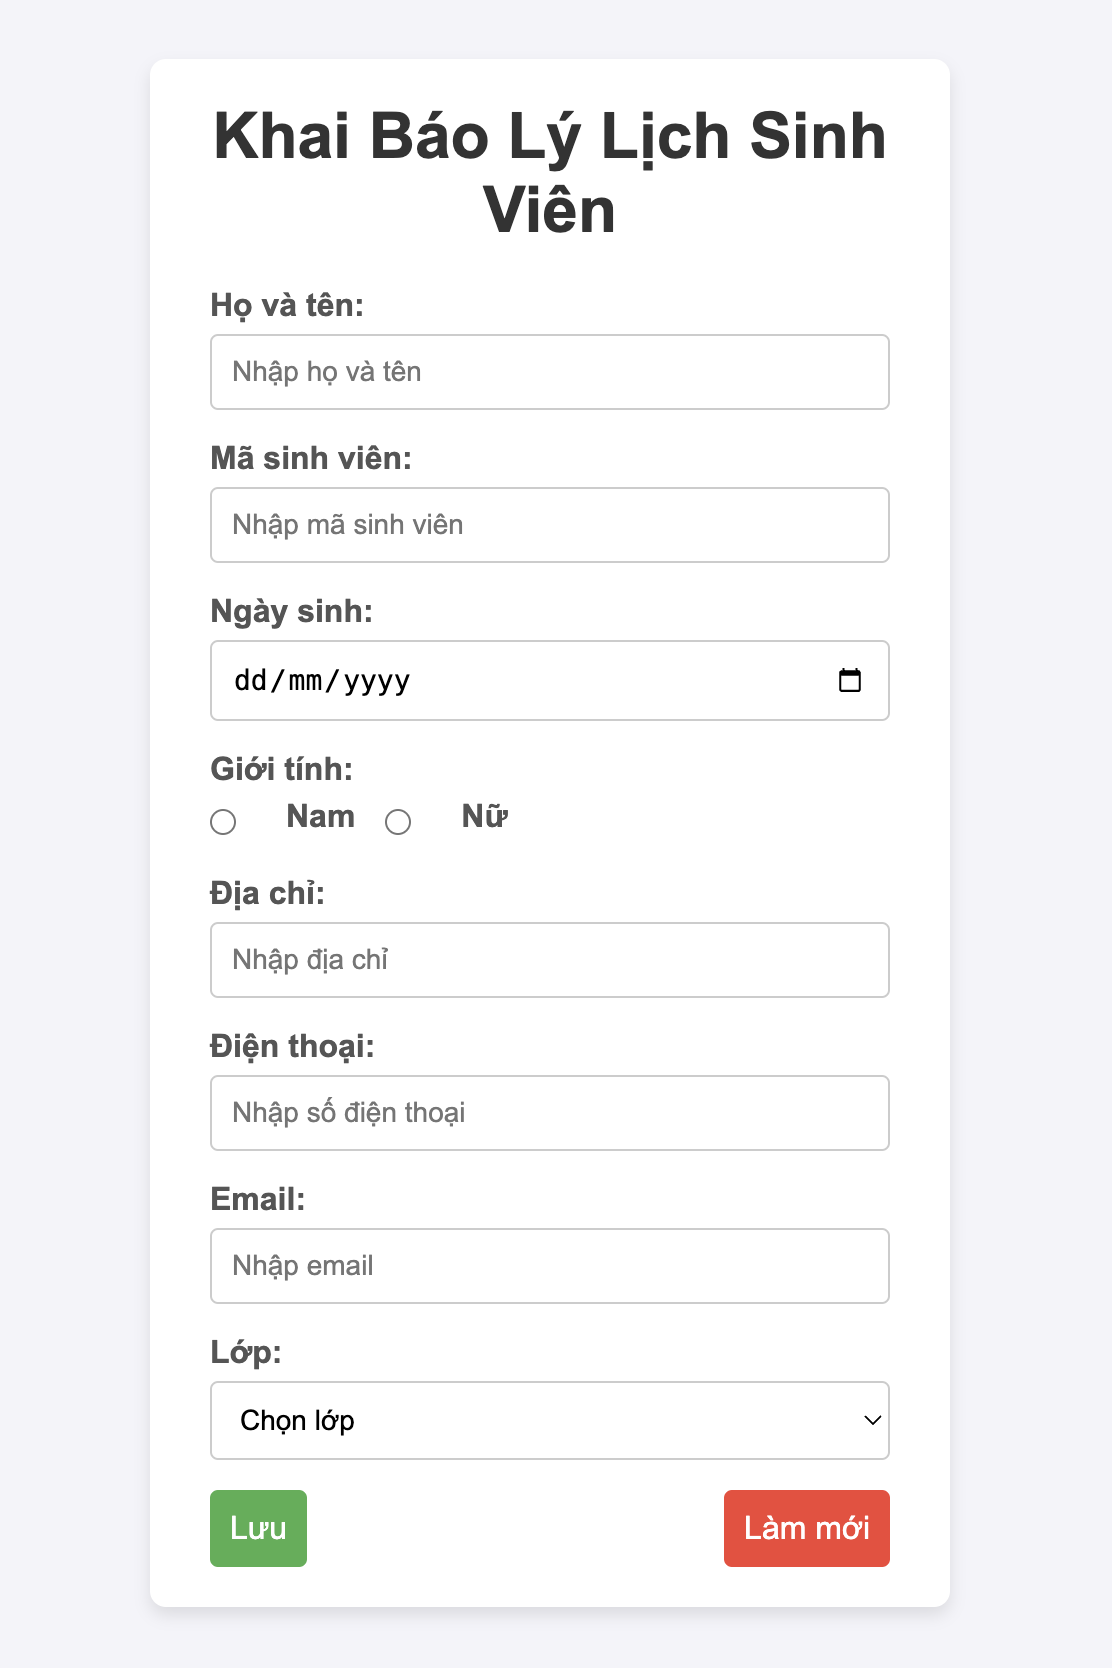 Khai Báo Lý Lịch Sinh
Viên
Họ và tên:
Nhập họ và tên
Mã sinh viên:
Nhập mã sinh viên
Ngày sinh:
dd/mm/yyyy
Giới tính:
Nam Nữ
Địa chỉ:
Nhập địa chỉ
Điện thoại:
Nhập số điện thoại
Email:
Nhập email
Lớp:
Chọn lớp
Lưu Làm mới